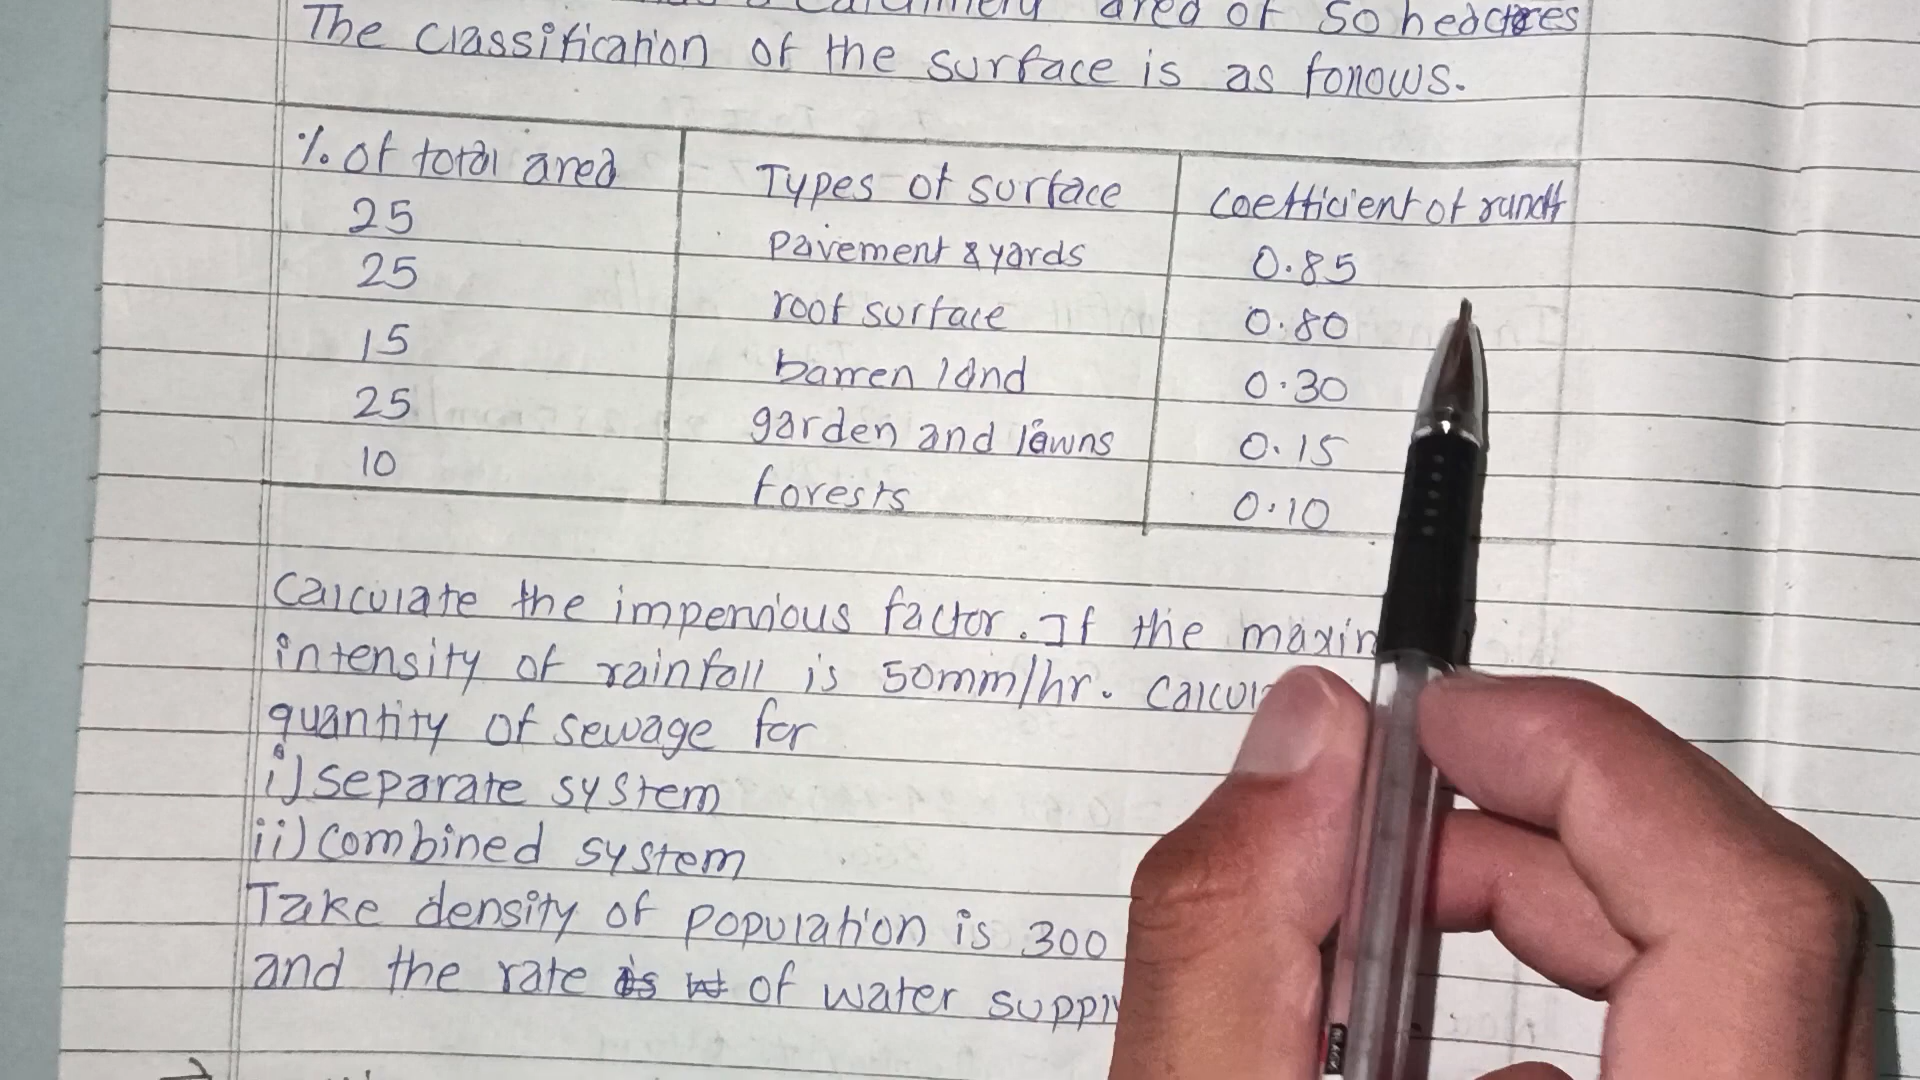 area of 50 hectares
The classification of the surface is as follows.
% of total area Types of surface coefficient of runoff
25 pavement & yards 0.85
25 roof surface 0.80
15 barren land 0.30
25 garden and lawns 0.15
10 forests 0.10
Calculate the impervious factor. If the
intensity of rainfall is 50mm/hr.
quantity of sewage for
i) separate system
ii) combined system
Take density of population is 300
and the rate of water